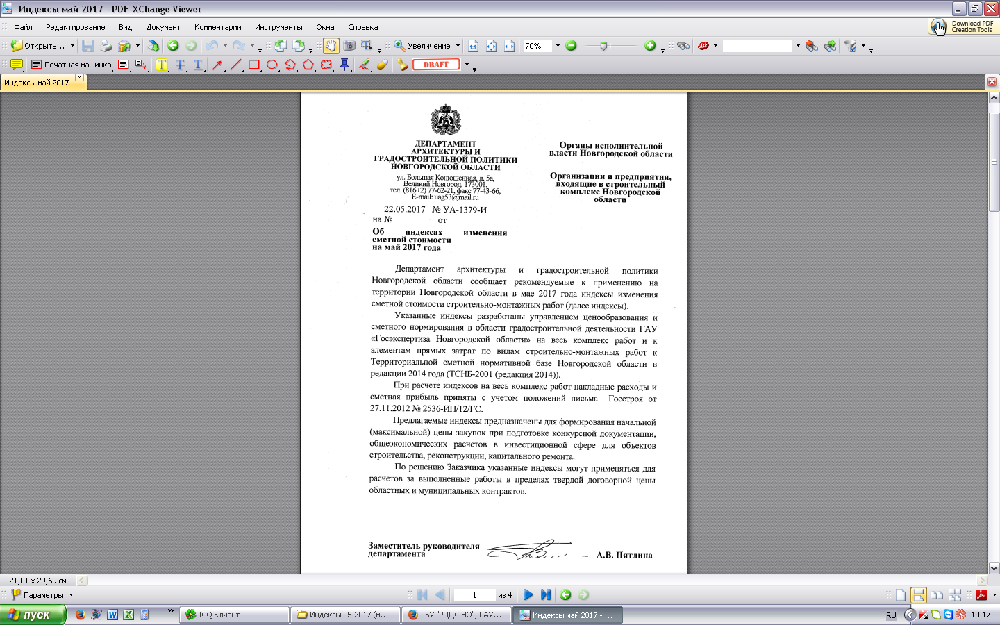 Индексы май 2017 - PDF-XChange Viewer
Файл Редактирование Вид Документ Комментарии Инструменты Окна Справка
Download PDF
Creation Tools
Открыть... Увеличение 70%
Печатная машинка DRAFT
Индексы май 2017
ДЕПАРТАМЕНТ
АРХИТЕКТУРЫ И
ГРАДОСТРОИТЕЛЬНОЙ ПОЛИТИКИ
НОВГОРОДСКОЙ ОБЛАСТИ
ул. Большая Конюшенная, д. 5а,
Великий Новгород, 173001,
тел. (816+2) 77-62-21, факс 77-43-66,
E-mail: uag53@mail.ru
22.05.2017 № УА-1379-И
на № от
Об индексах изменения
сметной стоимости
на май 2017 года
Органы исполнительной
власти Новгородской области
Организации и предприятия,
входящие в строительный
комплекс Новгородской
области
Департамент архитектуры и градостроительной политики
Новгородской области сообщает рекомендуемые к применению на
территории Новгородской области в мае 2017 года индексы изменения
сметной стоимости строительно-монтажных работ (далее индексы).
Указанные индексы разработаны управлением ценообразования и
сметного нормирования в области градостроительной деятельности ГАУ
«Госэкспертиза Новгородской области» на весь комплекс работ и к
элементам прямых затрат по видам строительно-монтажных работ к
Территориальной сметной нормативной базе Новгородской области в
редакции 2014 года (ТСНБ-2001 (редакция 2014)).
При расчете индексов на весь комплекс работ накладные расходы и
сметная прибыль приняты с учетом положений письма Госстроя от
27.11.2012 № 2536-ИП/12/ГС.
Предлагаемые индексы предназначены для формирования начальной
(максимальной) цены закупок при подготовке конкурсной документации,
общеэкономических расчетов в инвестиционной сфере для объектов
строительства, реконструкции, капитального ремонта.
По решению Заказчика указанные индексы могут применяться для
расчетов за выполненные работы в пределах твердой договорной цены
областных и муниципальных контрактов.
Заместитель руководителя
департамента
А.В. Пятлина
21,01 x 29,69 см
Параметры 1 из 4
пуск » ICQ Клиент Индексы 05-2017 (м... ГБУ "РЦЦС НО", ГАУ... Индексы май 2017 - ... RU 10:17